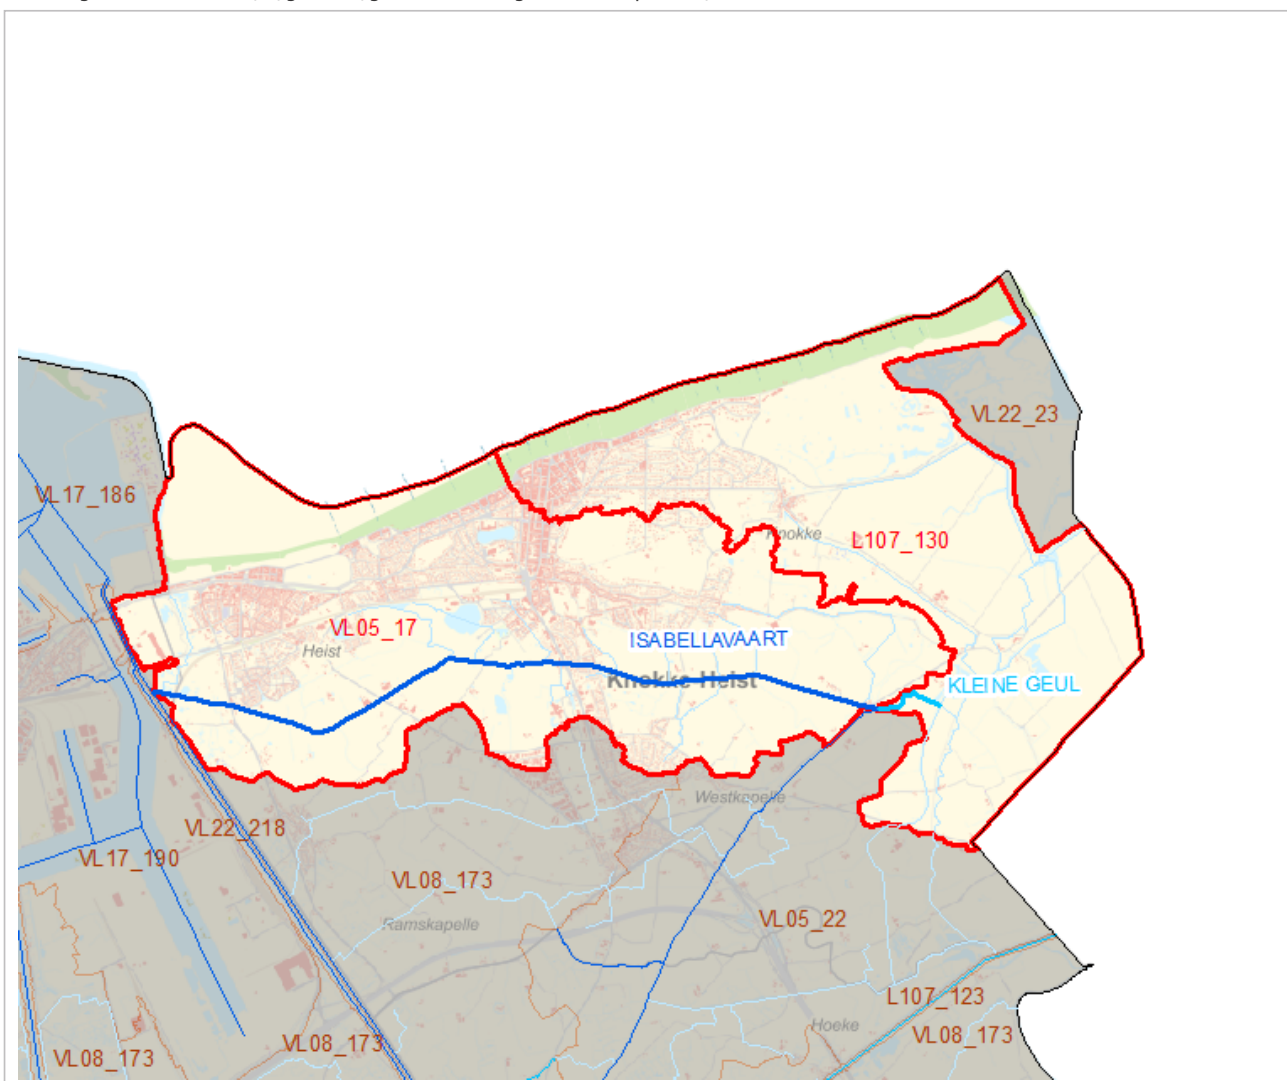 VL22_23
VL17_186
Knokke
L107_130
VL05_17
ISABELLAVAART
Heist
Knokke-Heist
KLEINE GEUL
Westkapelle
VL22_218
VL17_190
VL08_173
VL05_22
Ramskapelle
L107_123
Hoeke
VL08_173
VL08_173
VL08_173